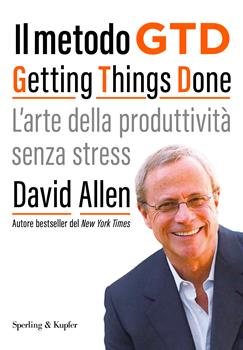 Il metodo GTD
Getting Things Done
L'arte della produttività
senza stress
David Allen
Autore bestseller del New York Times
Sperling & Kupfer